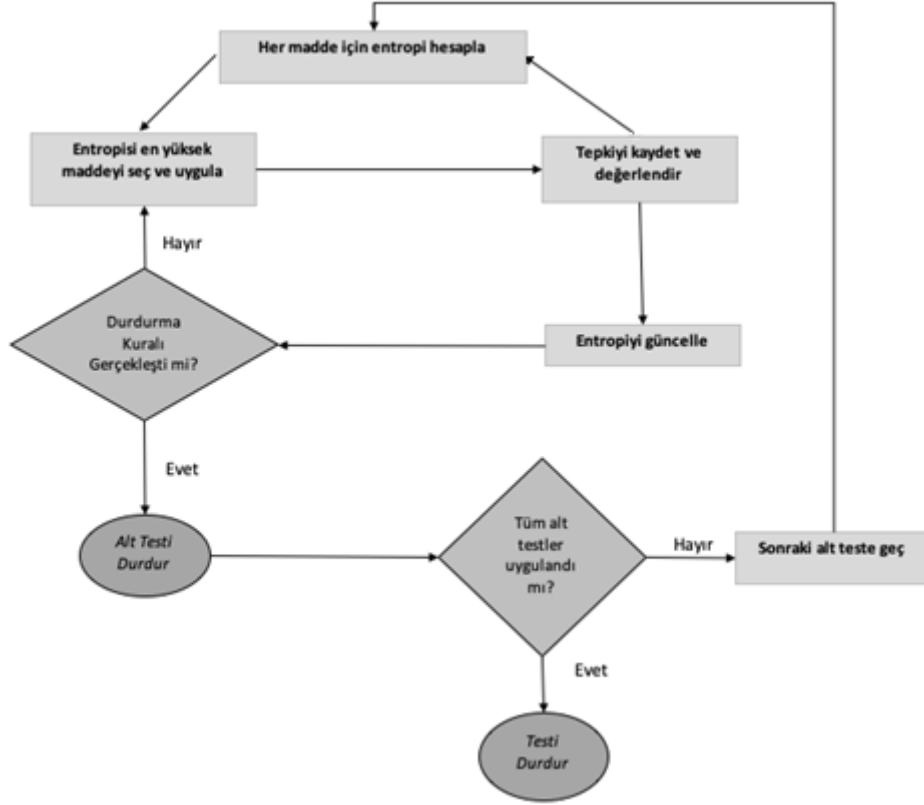 Her madde için entropi hesapla
Entropisi en yüksek
maddeyi seç ve uygula
Tepkiyi kaydet ve
değerlendir
Hayır
Durdurma
Kuralı
Gerçekleşti mi?
Entropiyi güncelle
Evet
Alt Testi
Durdur
Tüm alt
testler
uygulandı
mı?
Hayır
Sonraki alt teste geç
Evet
Testi
Durdur